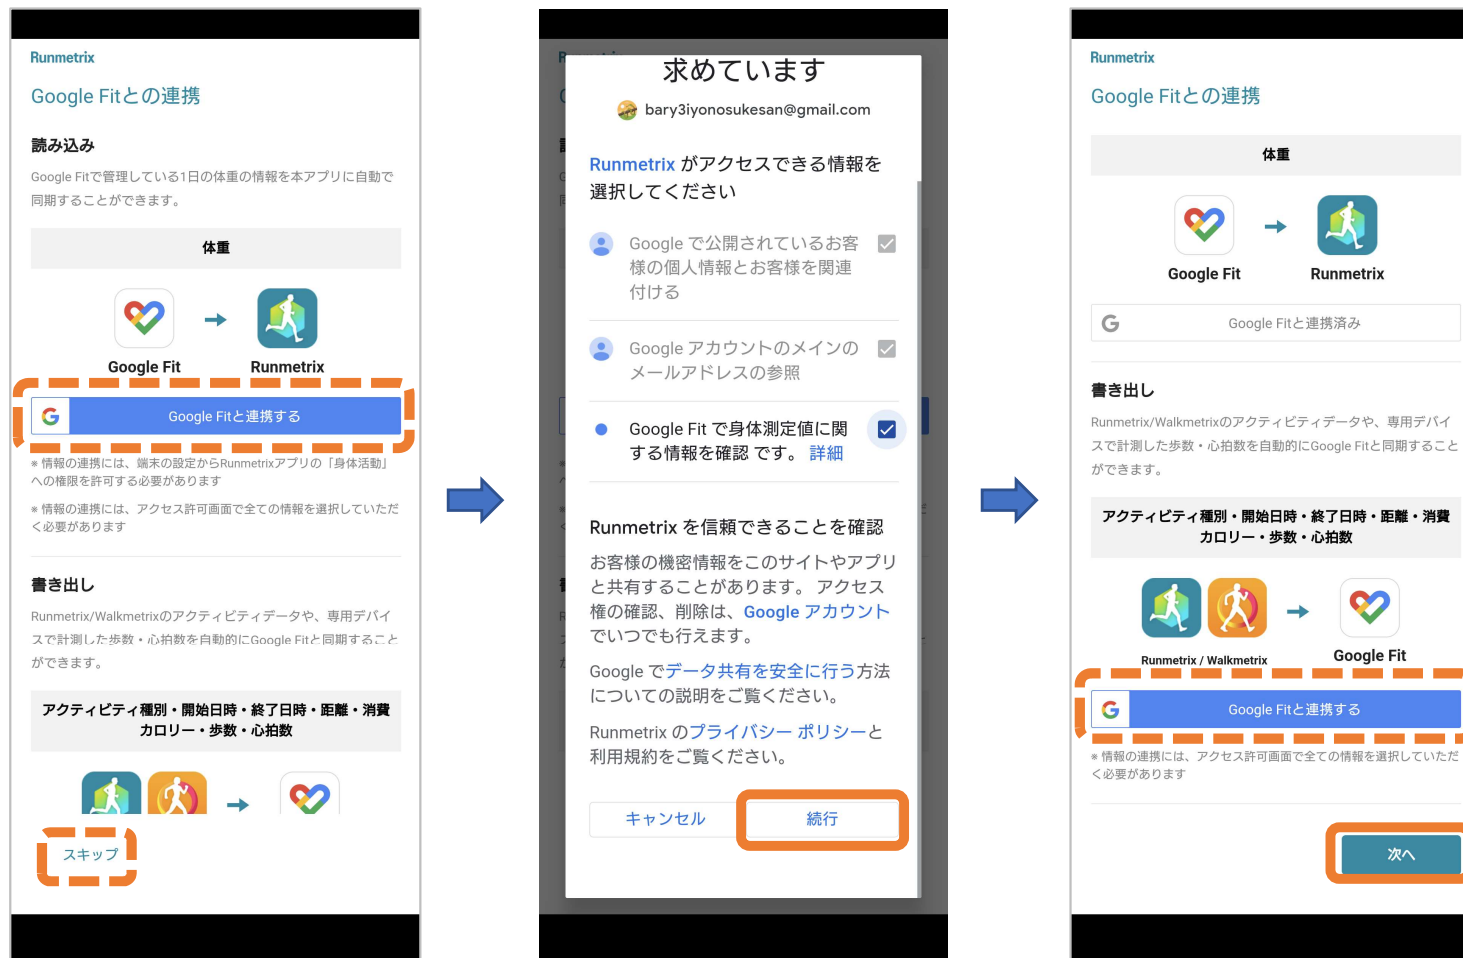 Runmetrix
Google Fitとの連携
読み込み
Google Fitで管理している1日の体重の情報を本アプリに自動で
同期することができます。
体重
Google Fit
Runmetrix
Google Fitと連携する
※ 情報の連携には、端末の設定からRunmetrixアプリの「身体活動」
への権限を許可する必要があります
※ 情報の連携には、アクセス許可画面で全ての情報を選択していただ
く必要があります
書き出し
Runmetrix/Walkmetrixのアクティビティデータや、専用デバイ
スで計測した歩数・心拍数を自動的にGoogle Fitと同期すること
ができます。
アクティビティ種別・開始日時・終了日時・距離・消費
カロリー・歩数・心拍数
スキップ
求めています
bary3iyonosukesan@gmail.com
Runmetrix がアクセスできる情報を
選択してください
Google で公開されているお客
様の個人情報とお客様を関連
付ける
Google アカウントのメインの
メールアドレスの参照
Google Fit で身体測定値に関
する情報を確認 です。 詳細
Runmetrix を信頼できることを確認
お客様の機密情報をこのサイトやアプリ
と共有することがあります。 アクセス
権の確認、削除は、Google アカウント
でいつでも行えます。
Google でデータ共有を安全に行う方法
についての説明をご覧ください。
Runmetrix のプライバシー ポリシーと
利用規約をご覧ください。
キャンセル
続行
Runmetrix
Google Fitとの連携
体重
Google Fit
Runmetrix
Google Fitと連携済み
書き出し
Runmetrix/Walkmetrixのアクティビティデータや、専用デバイ
スで計測した歩数・心拍数を自動的にGoogle Fitと同期すること
ができます。
アクティビティ種別・開始日時・終了日時・距離・消費
カロリー・歩数・心拍数
Runmetrix / Walkmetrix
Google Fit
Google Fitと連携する
※ 情報の連携には、アクセス許可画面で全ての情報を選択していただ
く必要があります
次へ